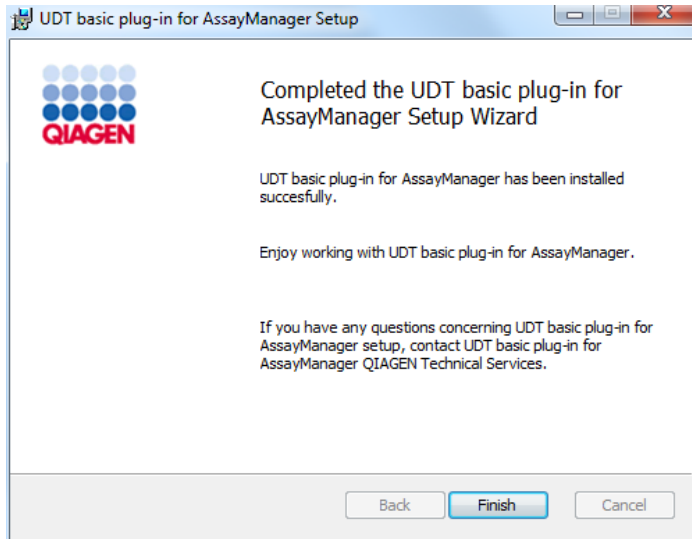 UDT basic plug-in for AssayManager Setup
QIAGEN
Completed the UDT basic plug-in for
AssayManager Setup Wizard
UDT basic plug-in for AssayManager has been installed
succesfully.
Enjoy working with UDT basic plug-in for AssayManager.
If you have any questions concerning UDT basic plug-in for
AssayManager setup, contact UDT basic plug-in for
AssayManager QIAGEN Technical Services.
Back
Finish
Cancel